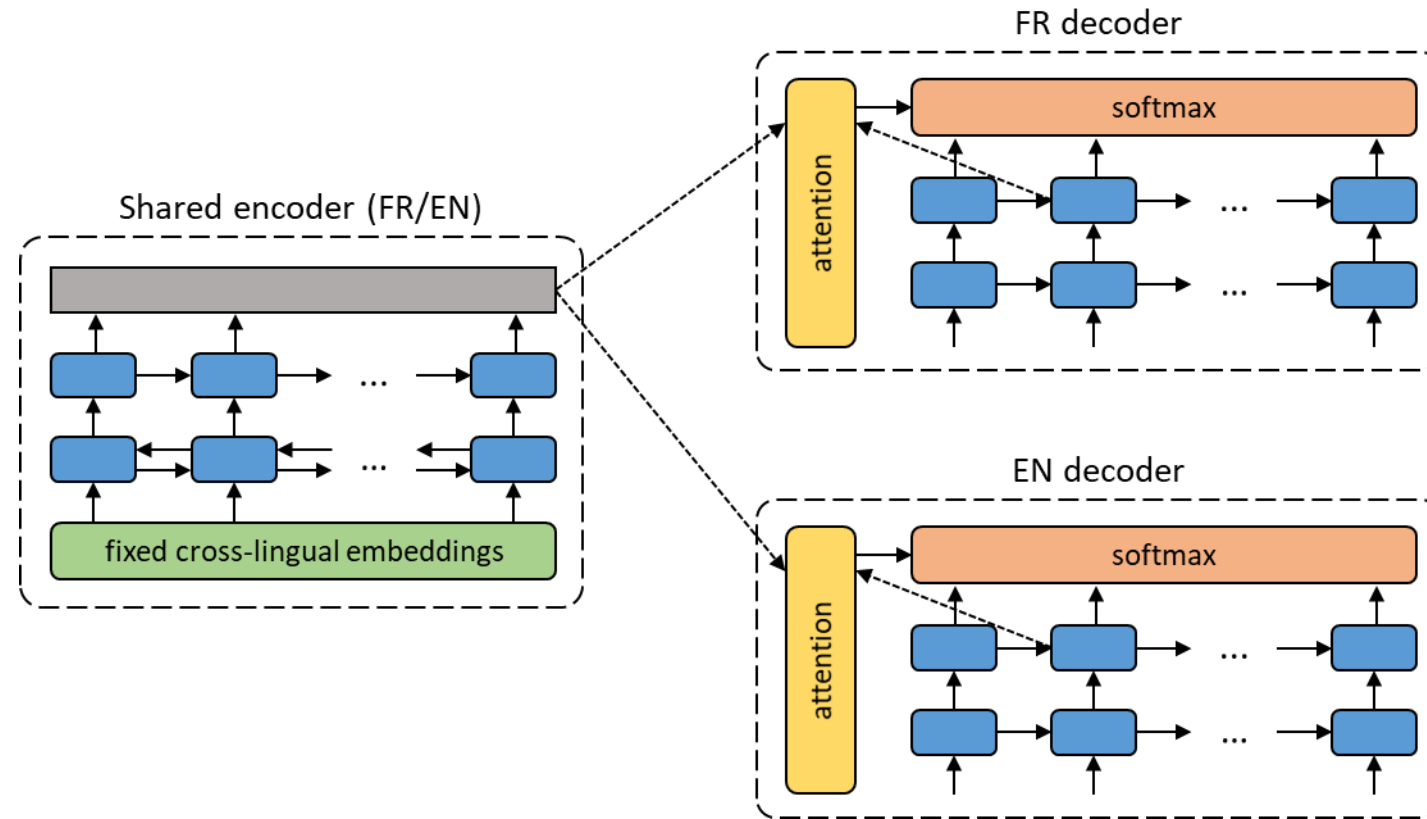 FR decoder
softmax
attention
...
...
Shared encoder (FR/EN)
...
...
fixed cross-lingual embeddings
EN decoder
softmax
attention
...
...